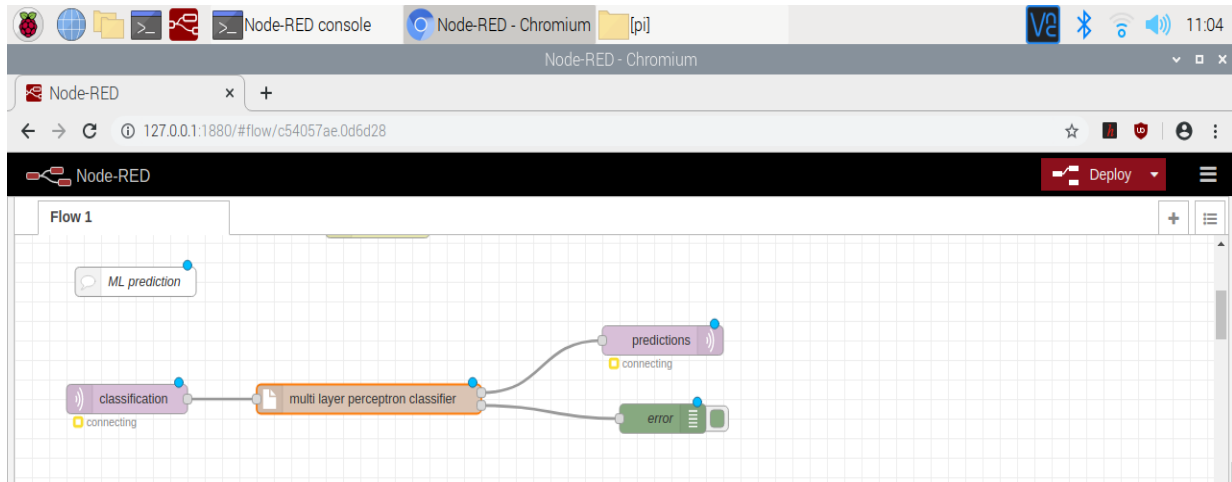 Node-RED console Node-RED - Chromium [pi] 11:04
Node-RED - Chromium
Node-RED
127.0.0.1:1880/#flow/c54057ae.0d6d28
Node-RED Deploy
Flow 1
ML prediction
predictions
connecting
classification
connecting
multi layer perceptron classifier
error